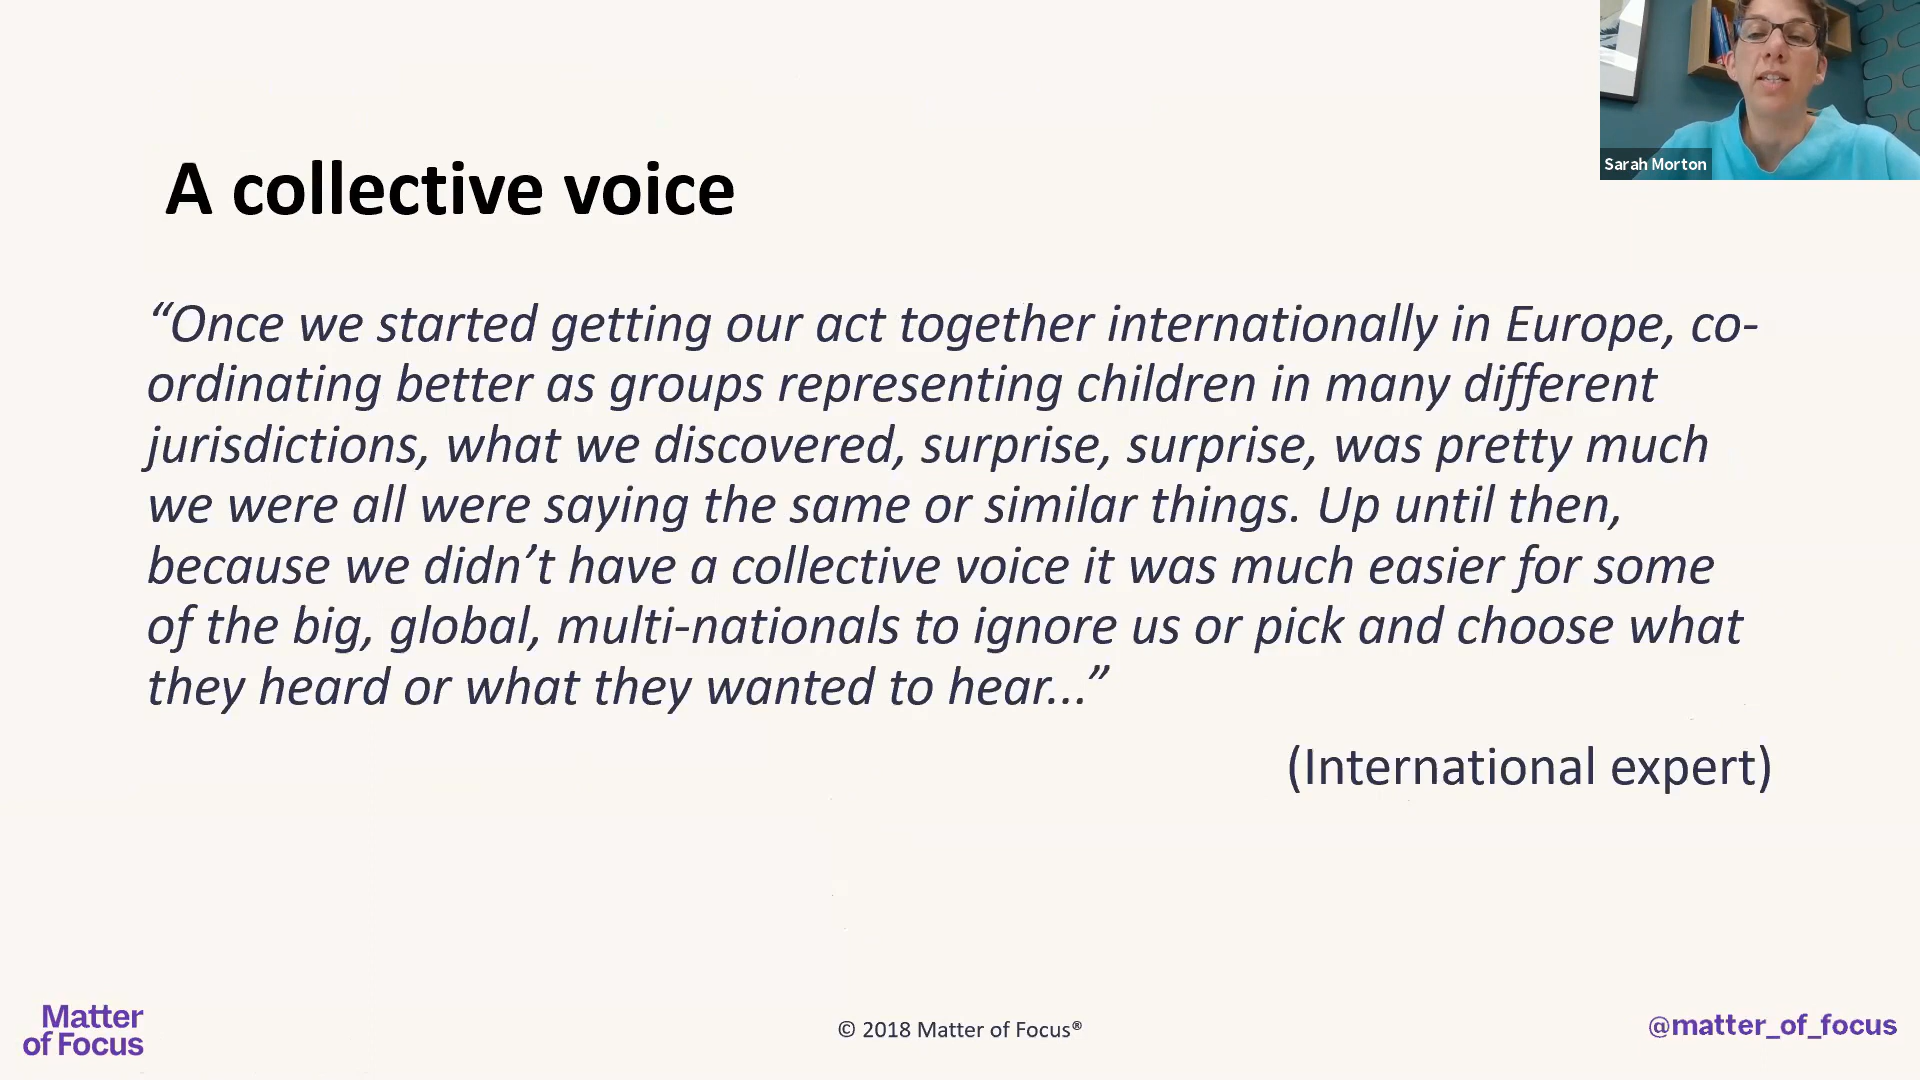 Sarah Morton
A collective voice
“Once we started getting our act together internationally in Europe, co-
ordinating better as groups representing children in many different
jurisdictions, what we discovered, surprise, surprise, was pretty much
we were all were saying the same or similar things. Up until then,
because we didn’t have a collective voice it was much easier for some
of the big, global, multi-nationals to ignore us or pick and choose what
they heard or what they wanted to hear...”
(International expert)
Matter
of Focus
© 2018 Matter of Focus®
@matter_of_focus